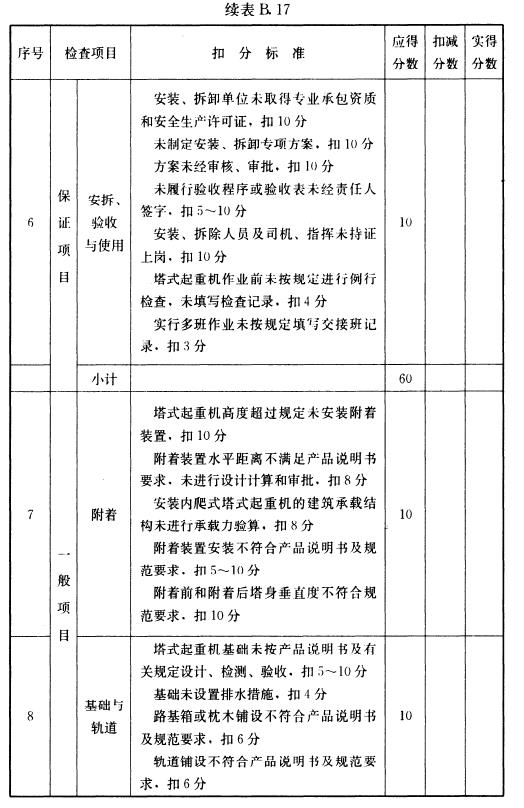 续表 B.17
序号 检查项目 扣分标准 应得分数 扣减分数 实得分数
6
保证项目
安拆、
验收
与使用
安装、拆卸单位未取得专业承包资质
和安全生产许可证，扣 10 分
未制定安装、拆卸专项方案，扣 10 分
方案未经审核、审批，扣 10 分
未履行验收程序或验收表未经责任人
签字，扣 5～10 分
安装、拆除人员及司机、指挥未持证
上岗，扣 10 分
塔式起重机作业前未按规定进行例行
检查，未填写检查记录，扣 4 分
实行多班作业未按规定填写交接班记
录，扣 3 分
10
小计 60
7
一般项目
附着
塔式起重机高度超过规定未安装附着
装置，扣 10 分
附着装置水平距离不满足产品说明书
要求，未进行设计计算和审批，扣 8 分
安装内爬式塔式起重机的建筑承载结
构未进行承载力验算，扣 8 分
附着装置安装不符合产品说明书及规
范要求，扣 5～10 分
附着前和附着后塔身垂直度不符合规
范要求，扣 10 分
10
8
基础与
轨道
塔式起重机基础未按产品说明书及有
关规定设计、检测、验收，扣 5～10 分
基础未设置排水措施，扣 4 分
路基箱或枕木铺设不符合产品说明书
及规范要求，扣 6 分
轨道铺设不符合产品说明书及规范要
求，扣 6 分
10